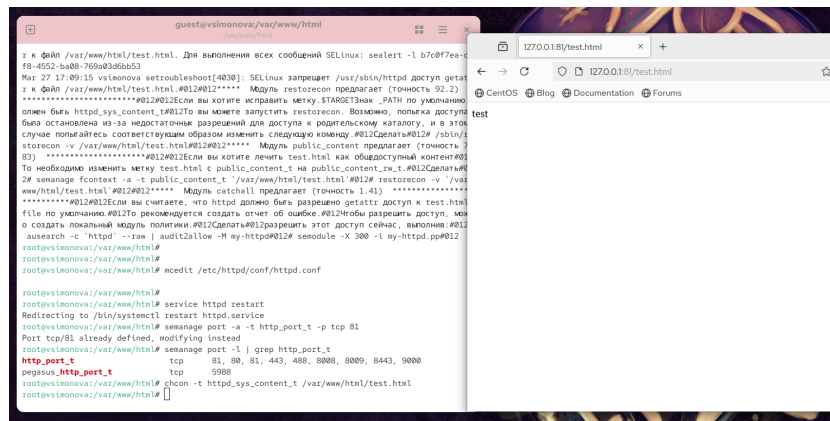 guest@vsimonova:/var/www/html
/var/www/html
г к файл /var/www/html/test.html. Для выполнения всех сообщений SELinux: sealert -l b7c0f7ea-c
f8-4552-ba08-769a03d6bb53
Mar 27 17:09:15 vsimonova setroubleshoot[4030]: SELinux запрещает /usr/sbin/httpd доступ getat
r к файл /var/www/html/test.html.#012#012***** Модуль restorecon предлагает (точность 92.2)
************************#012#012Если вы хотите исправить метку.$TARGETЗнак _PATH по умолчанию
олжен быть httpd_sys_content_t#012То вы можете запустить restorecon. Возможно, попытка доступа
была остановлена из-за недостаточных разрешений для доступа к родительскому каталогу, и в этом
случае попытайтесь соответствующим образом изменить следующую команду.#012Сделать#012# /sbin/r
storecon -v /var/www/html/test.html#012#012***** Модуль public_content предлагает (точность 7
83) *********************#012#012Если вы хотите лечить test.html как общедоступный контент#01
То необходимо изменить метку test.html с public_content_t на public_content_rw_t.#012Сделать#0
2# semanage fcontext -a -t public_content_t '/var/www/html/test.html'#012# restorecon -v '/var
www/html/test.html'#012#012***** Модуль catchall предлагает (точность 1.41) ****************
**********#012#012Если вы считаете, что httpd должно быть разрешено getattr доступ к test.html
file по умолчанию.#012То рекомендуется создать отчет об ошибке.#012Чтобы разрешить доступ, мож
о создать локальный модуль политики.#012Сделать#012разрешить этот доступ сейчас, выполнив:#012
ausearch -c 'httpd' --raw | audit2allow -M my-httpd#012# semodule -X 300 -i my-httpd.pp#012
root@vsimonova:/var/www/html#
root@vsimonova:/var/www/html#
root@vsimonova:/var/www/html# mcedit /etc/httpd/conf/httpd.conf
root@vsimonova:/var/www/html#
root@vsimonova:/var/www/html# service httpd restart
Redirecting to /bin/systemctl restart httpd.service
root@vsimonova:/var/www/html# semanage port -a -t http_port_t -p tcp 81
Port tcp/81 already defined, modifying instead
root@vsimonova:/var/www/html# semanage port -l | grep http_port_t
http_port_t tcp 81, 80, 81, 443, 488, 8008, 8009, 8443, 9000
pegasus_http_port_t tcp 5988
root@vsimonova:/var/www/html# chcon -t httpd_sys_content_t /var/www/html/test.html
root@vsimonova:/var/www/html#
127.0.0.1:81/test.html
127.0.0.1:81/test.html
CentOS Blog Documentation Forums
test